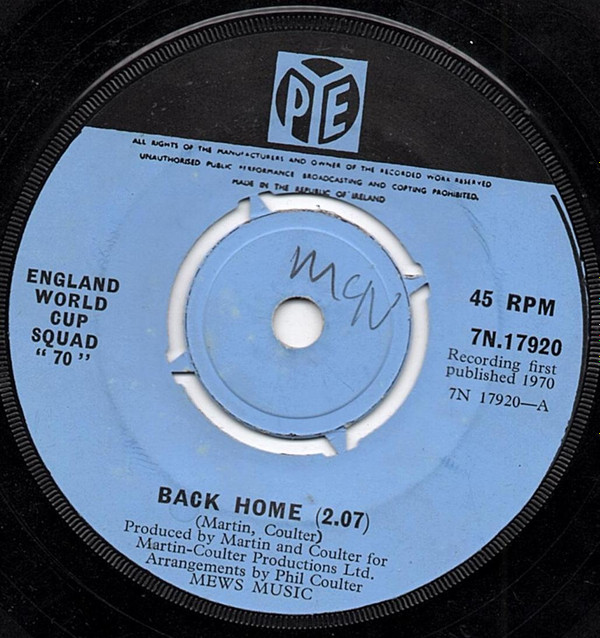 PYE
ALL RIGHTS OF THE MANUFACTURERS AND OWNER OF THE RECORDED WORK RESERVED
UNAUTHORISED PUBLIC PERFORMANCE BROADCASTING AND COPYING PROHIBITED.
MADE IN THE REPUBLIC OF IRELAND
ENGLAND
WORLD
CUP
SQUAD
"70"
45 RPM
7N.17920
Recording first
published 1970
7N 17920—A
BACK HOME (2.07)
(Martin, Coulter)
Produced by Martin and Coulter for
Martin-Coulter Productions Ltd.
Arrangements by Phil Coulter
MEWS MUSIC